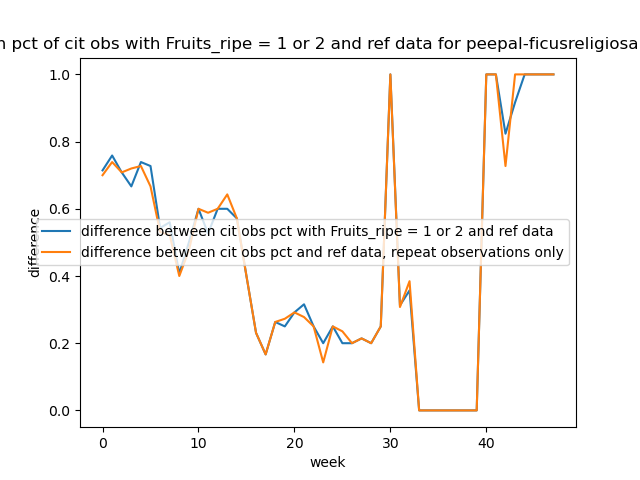 pct of cit obs with Fruits_ripe = 1 or 2 and ref data for peepal-ficusreligiosa
1.0
0.8
0.6
0.4
0.2
0.0
difference
difference between cit obs pct with Fruits_ripe = 1 or 2 and ref data
difference between cit obs pct and ref data, repeat observations only
0 10 20 30 40
week